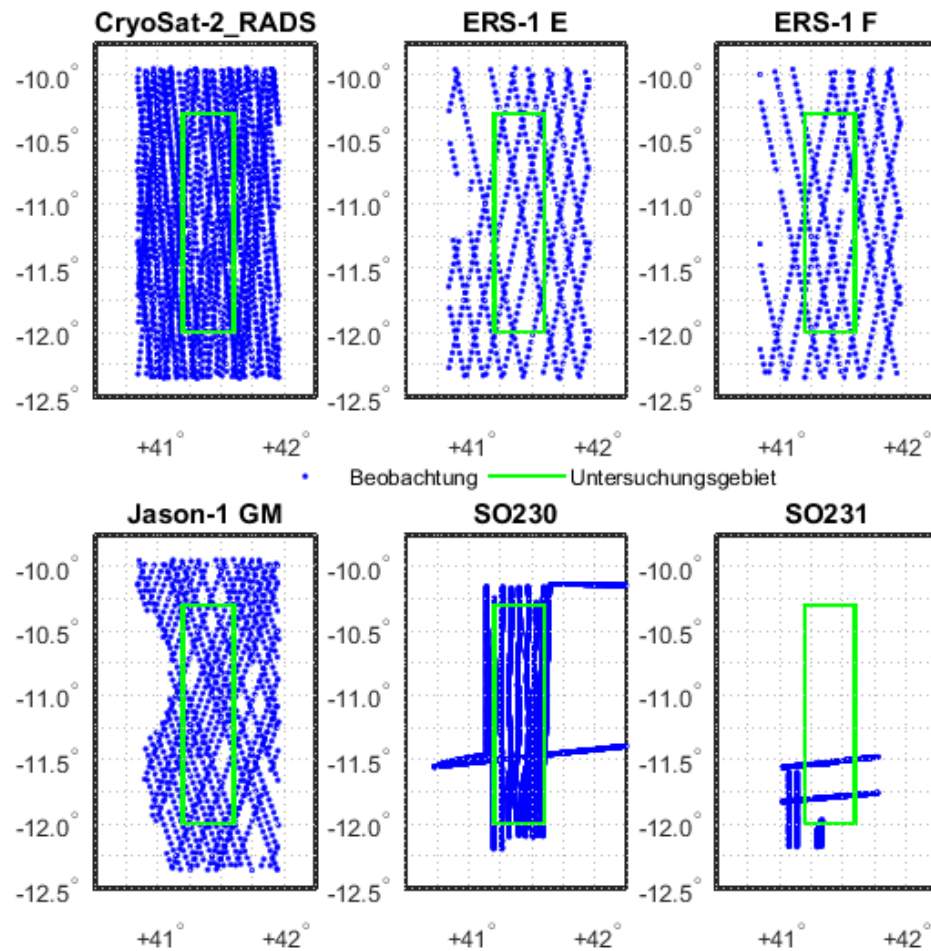 CryoSat-2_RADS ERS-1 E ERS-1 F
-10.0° -10.0° -10.0°
-10.5° -10.5° -10.5°
-11.0° -11.0° -11.0°
-11.5° -11.5° -11.5°
-12.0° -12.0° -12.0°
-12.5° -12.5° -12.5°
+41° +42° +41° +42° +41° +42°
Beobachtung Untersuchungsgebiet
Jason-1 GM SO230 SO231
-10.0° -10.0° -10.0°
-10.5° -10.5° -10.5°
-11.0° -11.0° -11.0°
-11.5° -11.5° -11.5°
-12.0° -12.0° -12.0°
-12.5° -12.5° -12.5°
+41° +42° +41° +42° +41° +42°